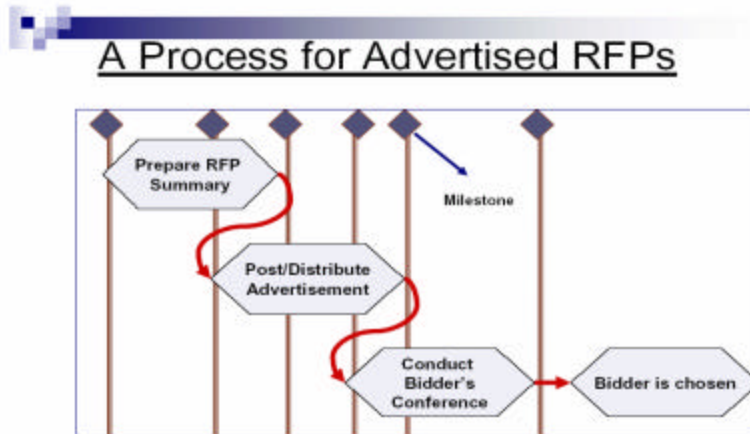 A Process for Advertised RFPs
Prepare RFP
Summary
Milestone
Post/Distribute
Advertisement
Conduct
Bidder's
Conference
Bidder is chosen